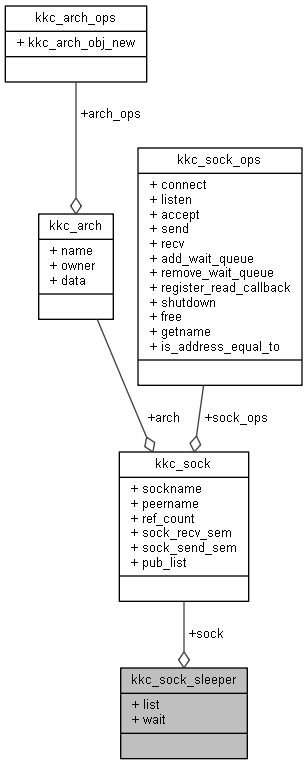 kkc_arch_ops
+ kkc_arch_obj_new
+arch_ops
kkc_sock_ops
+ connect
+ listen
+ accept
+ send
+ recv
+ add_wait_queue
+ remove_wait_queue
+ register_read_callback
+ shutdown
+ free
+ getname
+ is_address_equal_to
kkc_arch
+ name
+ owner
+ data
+arch
+sock_ops
kkc_sock
+ sockname
+ peername
+ ref_count
+ sock_recv_sem
+ sock_send_sem
+ pub_list
+sock
kkc_sock_sleeper
+ list
+ wait